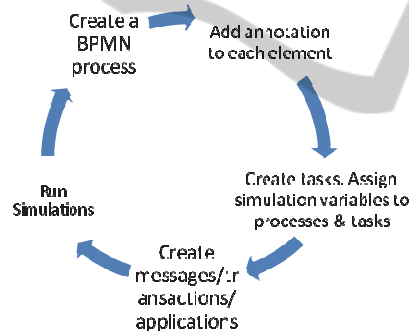 Create a
BPMN
process
Add annotation
to each element
Create tasks. Assign
simulation variables to
processes & tasks
Create
messages/tr
ansactions/
applications
Run
Simulations